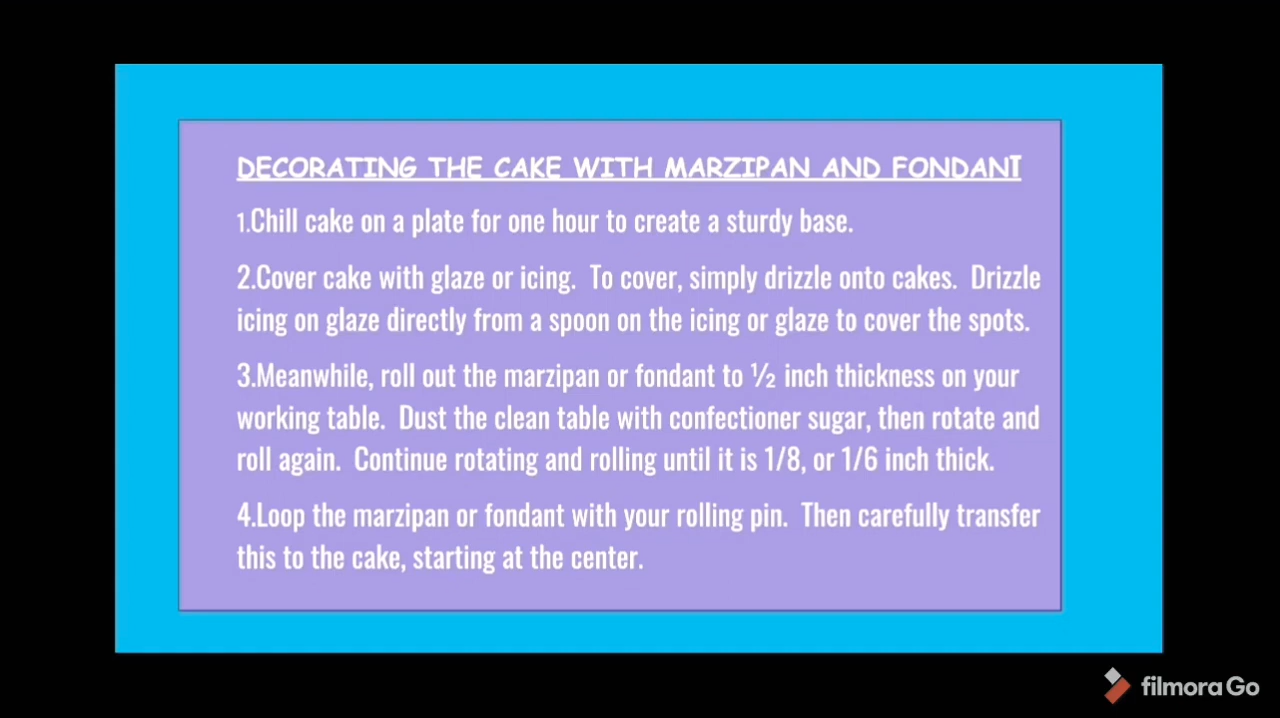 DECORATING THE CAKE WITH MARZIPAN AND FONDANT
1.Chill cake on a plate for one hour to create a sturdy base.
2.Cover cake with glaze or icing.  To cover, simply drizzle onto cakes.  Drizzle
icing on glaze directly from a spoon on the icing or glaze to cover the spots.
3.Meanwhile, roll out the marzipan or fondant to ½ inch thickness on your
working table.  Dust the clean table with confectioner sugar, then rotate and
roll again.  Continue rotating and rolling until it is 1/8, or 1/6 inch thick.
4.Loop the marzipan or fondant with your rolling pin.  Then carefully transfer
this to the cake, starting at the center.
filmora Go